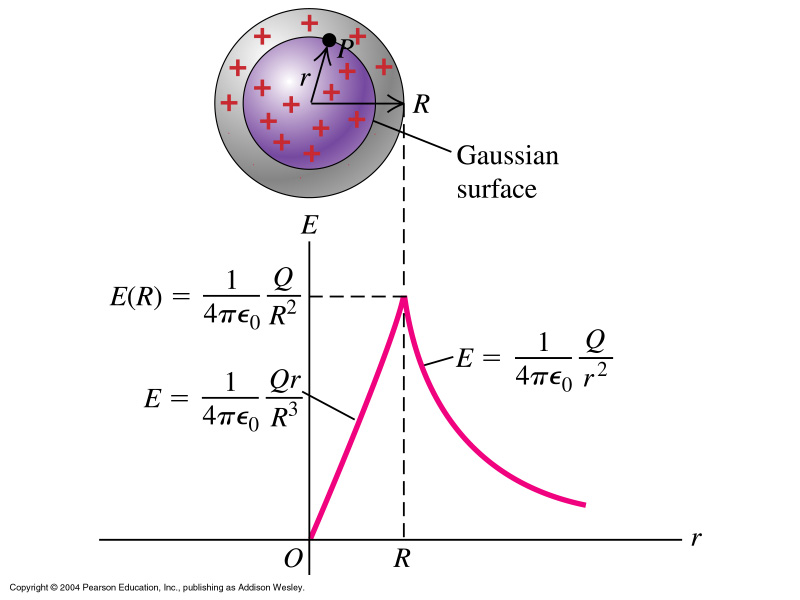 + + + + + + + + + + + + + + + +
P
r
R
Gaussian
surface
E
E(R) = 1/4πϵ₀ Q/R²
E = 1/4πϵ₀ Q/r²
E = 1/4πϵ₀ Qr/R³
O
R
r
Copyright © 2004 Pearson Education, Inc., publishing as Addison Wesley.